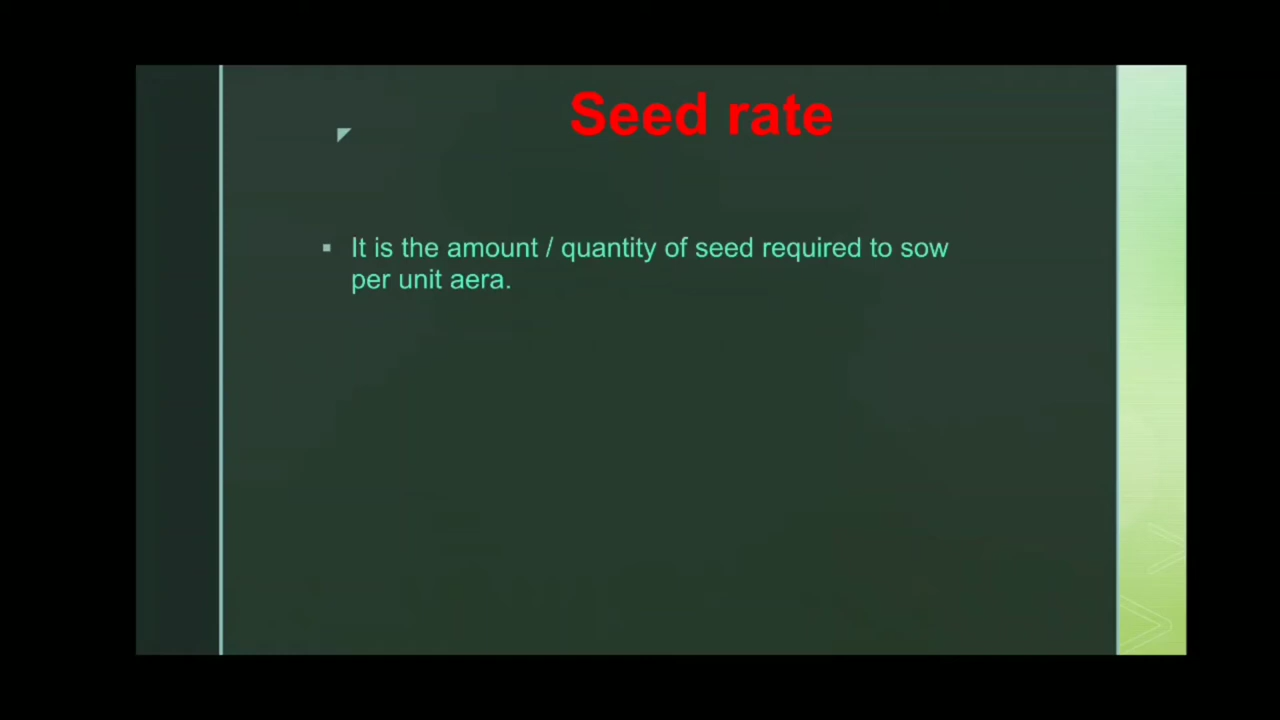 Seed rate
It is the amount / quantity of seed required to sow
per unit aera.